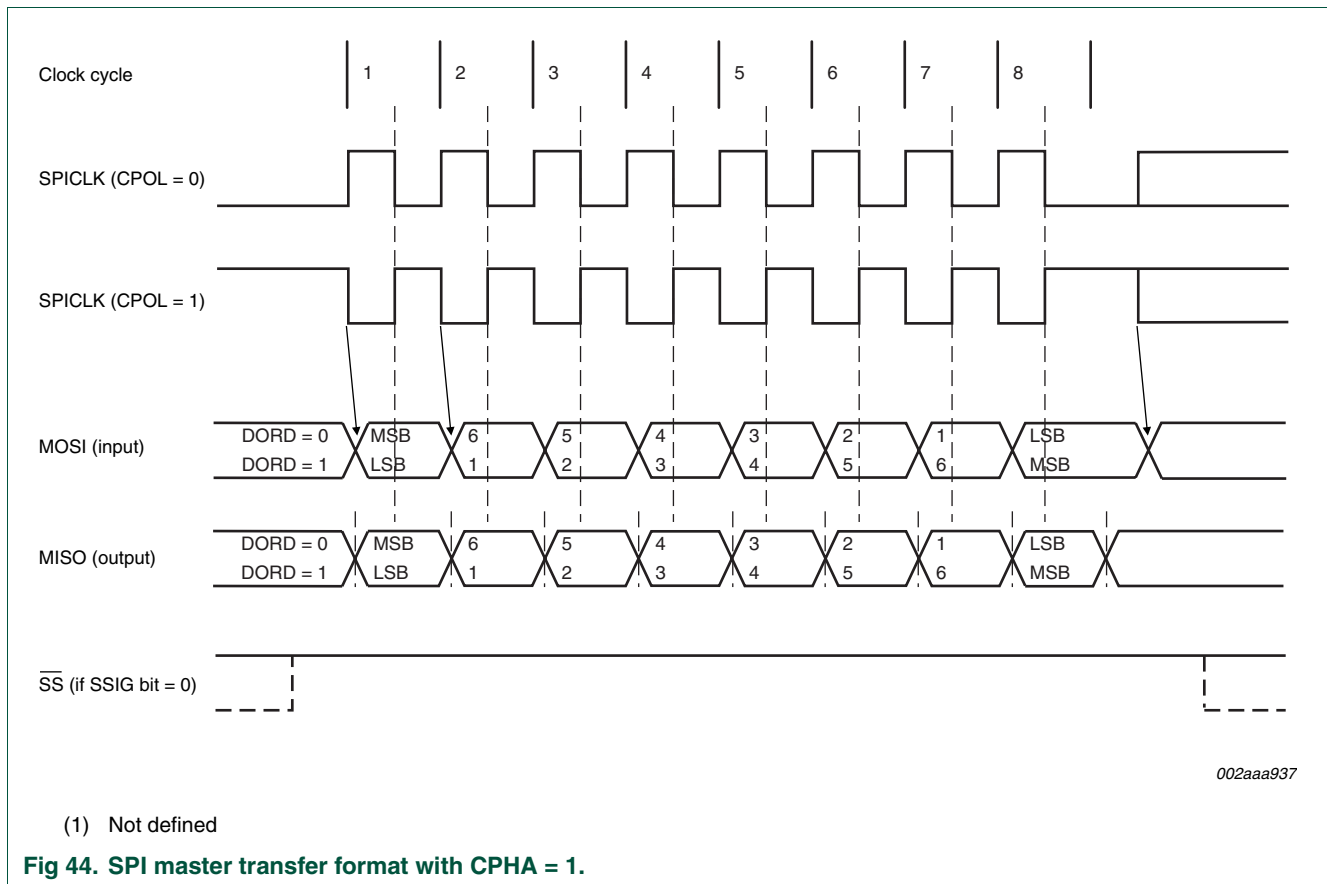 Clock cycle 1 2 3 4 5 6 7 8
SPICLK (CPOL = 0)
SPICLK (CPOL = 1)
MOSI (input)
DORD = 0 MSB 6 5 4 3 2 1 LSB
DORD = 1 LSB 1 2 3 4 5 6 MSB
MISO (output)
DORD = 0 MSB 6 5 4 3 2 1 LSB
DORD = 1 LSB 1 2 3 4 5 6 MSB
SS (if SSIG bit = 0)
002aaa937
(1) Not defined
Fig 44. SPI master transfer format with CPHA = 1.